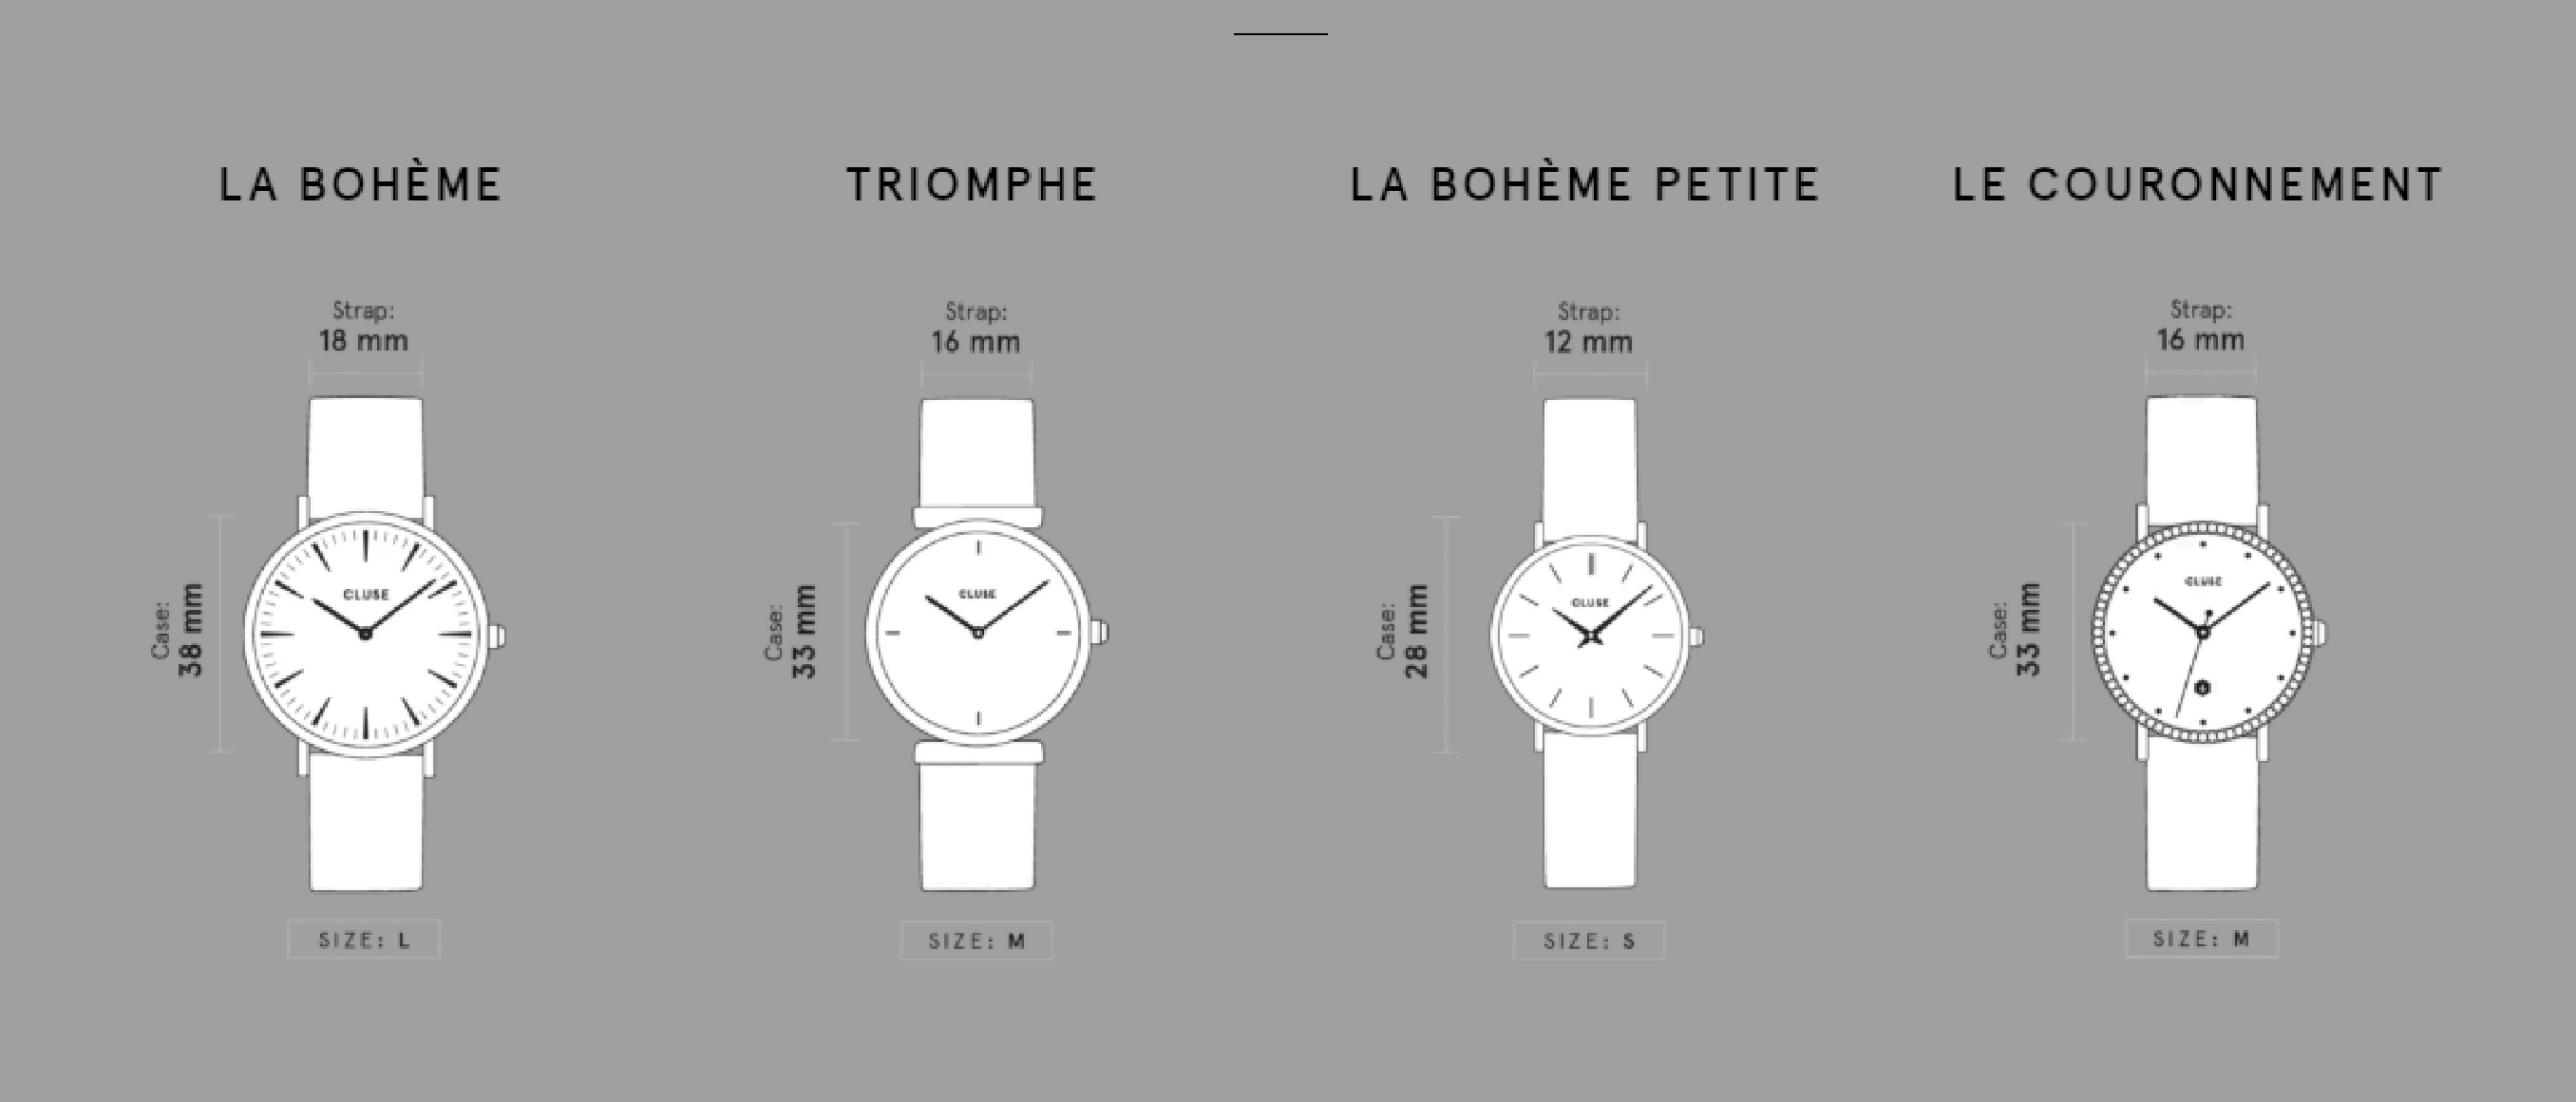 LA BOHÈME
Strap:
18 mm
Case:
38 mm
CLUSE
SIZE: L
TRIOMPHE
Strap:
16 mm
Case:
33 mm
CLUSE
SIZE: M
LA BOHÈME PETITE
Strap:
12 mm
Case:
28 mm
CLUSE
SIZE: S
LE COURONNEMENT
Strap:
16 mm
Case:
33 mm
CLUSE
SIZE: M